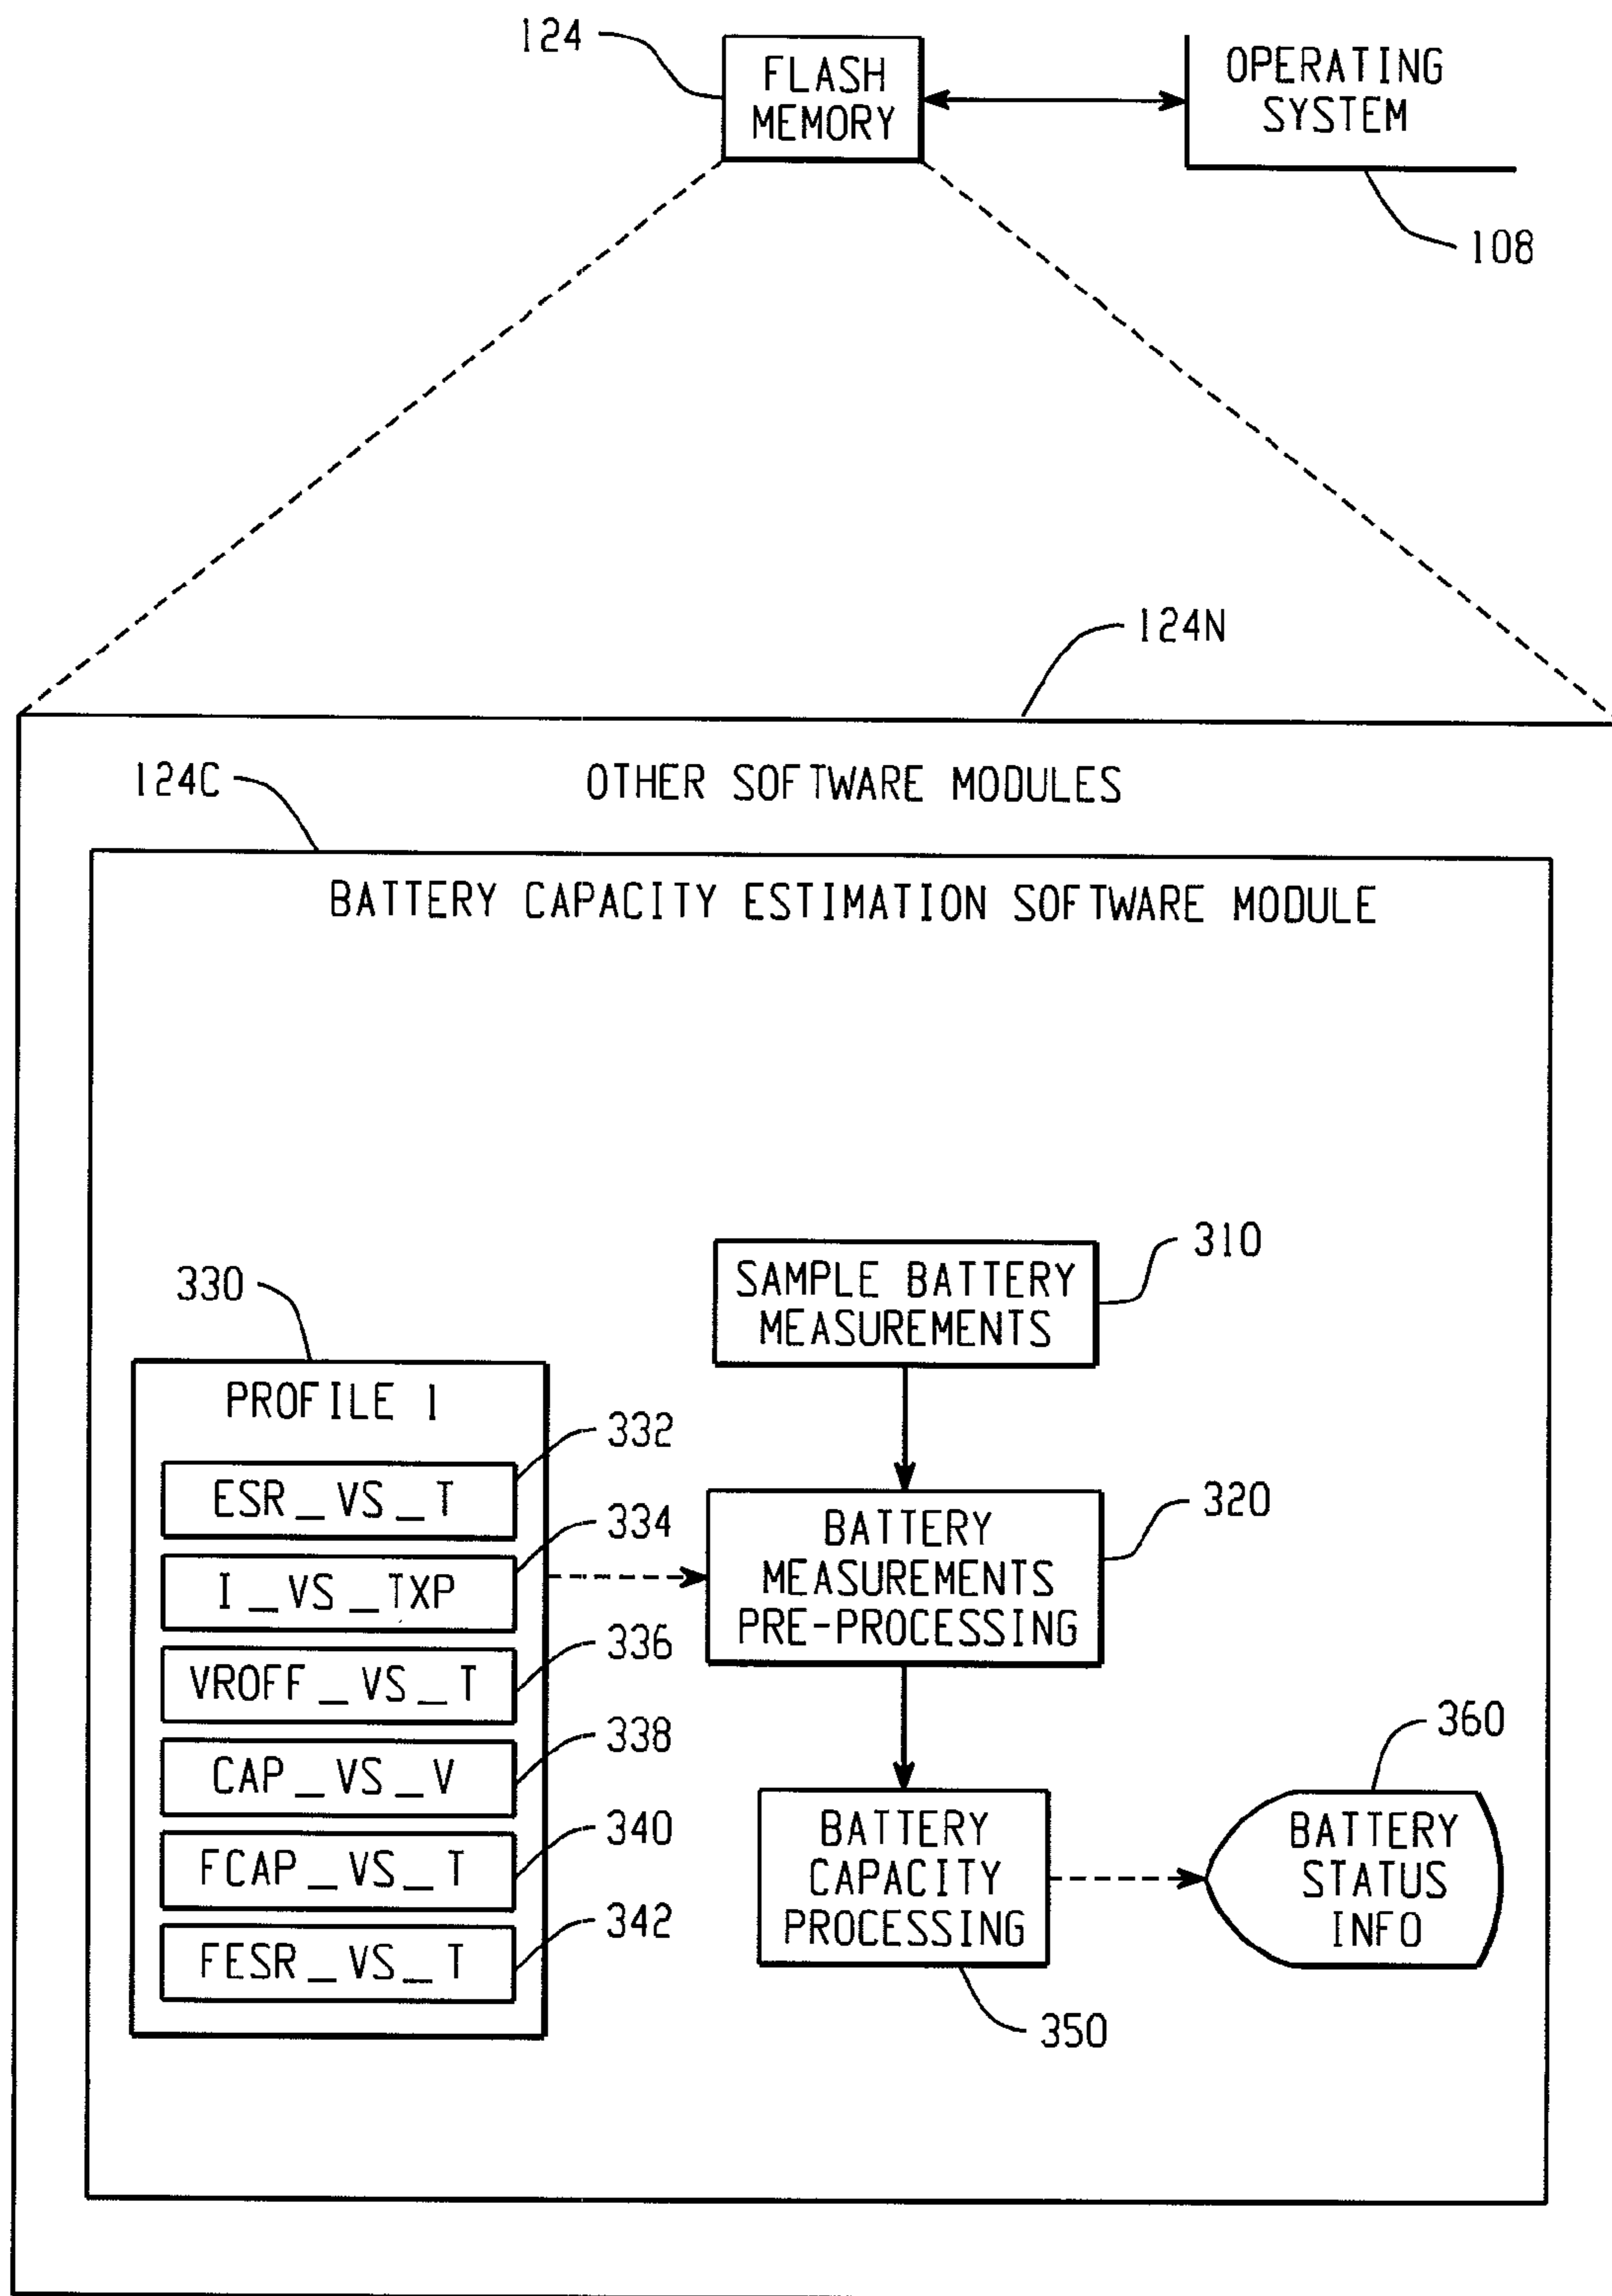 124
FLASH
MEMORY
OPERATING
SYSTEM
108
124N
124C
OTHER SOFTWARE MODULES
BATTERY CAPACITY ESTIMATION SOFTWARE MODULE
310
SAMPLE BATTERY
MEASUREMENTS
330
PROFILE 1
332
ESR_VS_T
334
I_VS_TXP
336
VROFF_VS_T
338
CAP_VS_V
340
FCAP_VS_T
342
FESR_VS_T
320
BATTERY
MEASUREMENTS
PRE-PROCESSING
360
BATTERY
CAPACITY
PROCESSING
BATTERY
STATUS
INFO
350